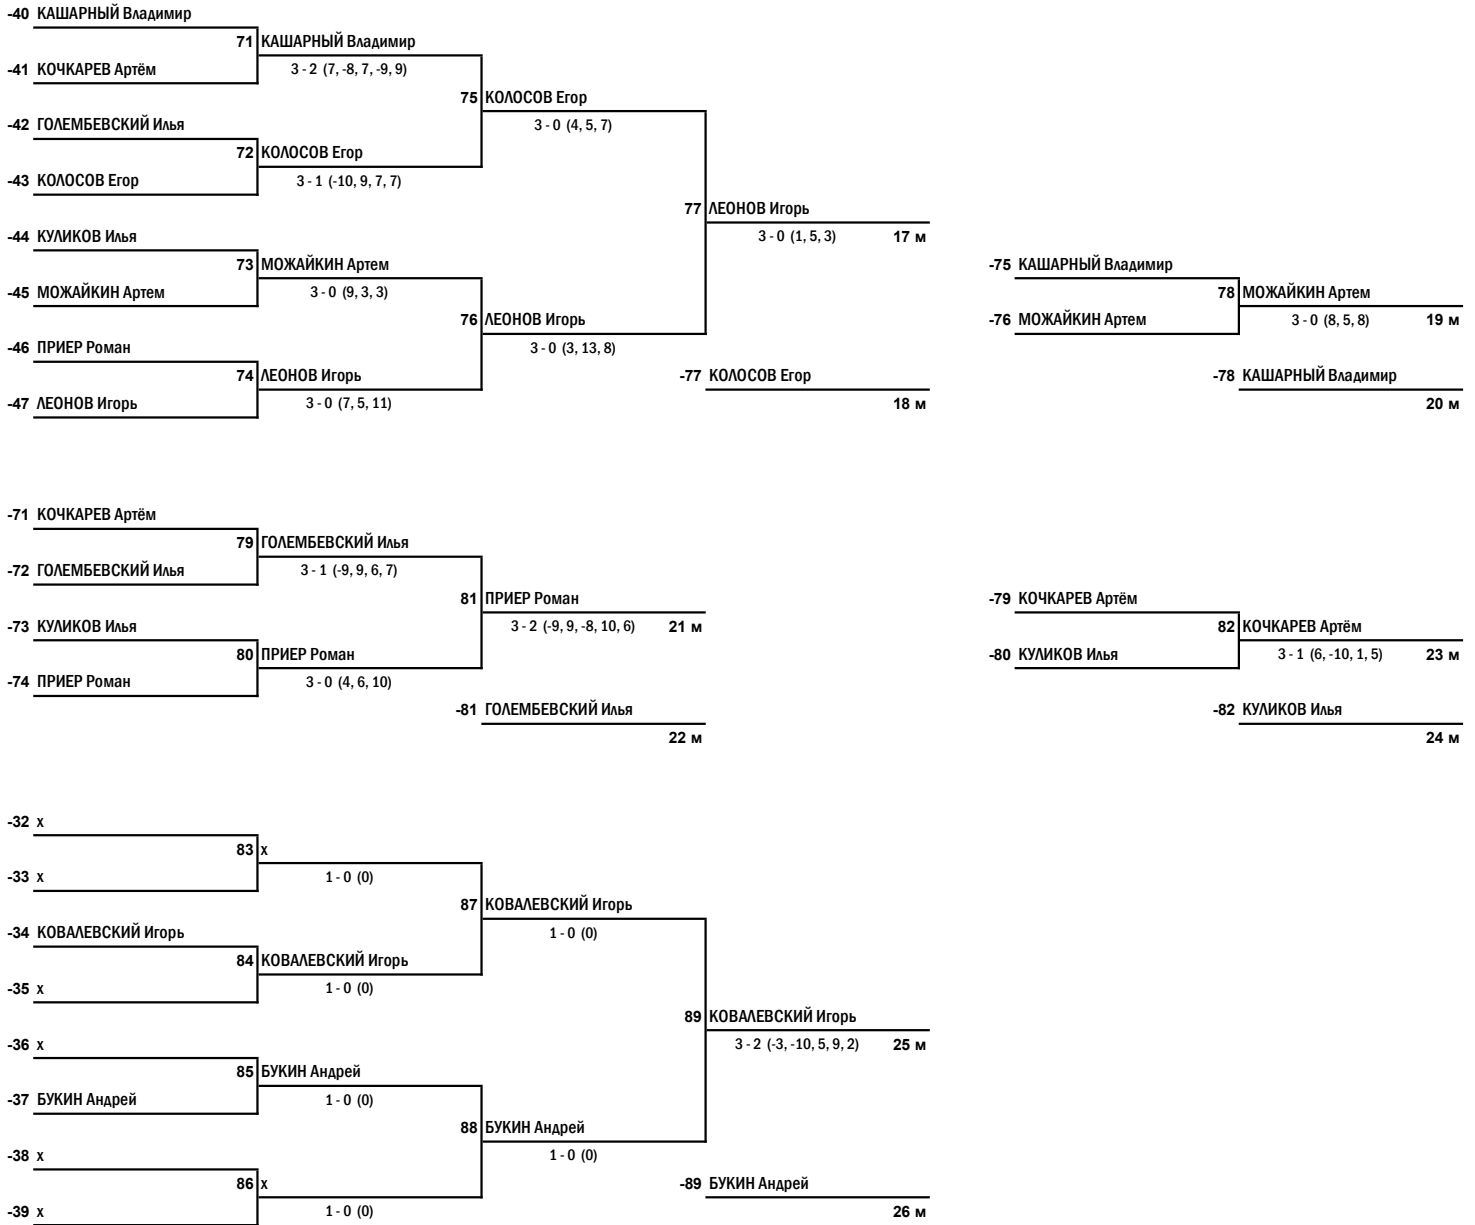 -40 КАШАРНЫЙ Владимир
71 КАШАРНЫЙ Владимир
-41 КОЧКАРЕВ Артём
3 - 2 (7, -8, 7, -9, 9)
75 КОЛОСОВ Егор
-42 ГОЛЕМБЕВСКИЙ Илья
3 - 0 (4, 5, 7)
72 КОЛОСОВ Егор
-43 КОЛОСОВ Егор
3 - 1 (-10, 9, 7, 7)
77 ЛЕОНОВ Игорь
-44 КУЛИКОВ Илья
3 - 0 (1, 5, 3) 17 м
73 МОЖАЙКИН Артем
-75 КАШАРНЫЙ Владимир
-45 МОЖАЙКИН Артем
3 - 0 (9, 3, 3)
78 МОЖАЙКИН Артем
76 ЛЕОНОВ Игорь
-76 МОЖАЙКИН Артем
3 - 0 (8, 5, 8) 19 м
-46 ПРИЕР Роман
3 - 0 (3, 13, 8)
74 ЛЕОНОВ Игорь
-77 КОЛОСОВ Егор
-78 КАШАРНЫЙ Владимир
-47 ЛЕОНОВ Игорь
3 - 0 (7, 5, 11)
18 м
20 м
-71 КОЧКАРЕВ Артём
79 ГОЛЕМБЕВСКИЙ Илья
-72 ГОЛЕМБЕВСКИЙ Илья
3 - 1 (-9, 9, 6, 7)
81 ПРИЕР Роман
-79 КОЧКАРЕВ Артём
-73 КУЛИКОВ Илья
3 - 2 (-9, 9, -8, 10, 6) 21 м
82 КОЧКАРЕВ Артём
80 ПРИЕР Роман
-80 КУЛИКОВ Илья
3 - 1 (6, -10, 1, 5) 23 м
-74 ПРИЕР Роман
3 - 0 (4, 6, 10)
-81 ГОЛЕМБЕВСКИЙ Илья
-82 КУЛИКОВ Илья
22 м
24 м
-32 х
83 х
-33 х
1 - 0 (0)
87 КОВАЛЕВСКИЙ Игорь
-34 КОВАЛЕВСКИЙ Игорь
1 - 0 (0)
84 КОВАЛЕВСКИЙ Игорь
-35 х
1 - 0 (0)
89 КОВАЛЕВСКИЙ Игорь
-36 х
3 - 2 (-3, -10, 5, 9, 2) 25 м
85 БУКИН Андрей
-37 БУКИН Андрей
1 - 0 (0)
88 БУКИН Андрей
-38 х
1 - 0 (0)
86 х
-89 БУКИН Андрей
-39 х
1 - 0 (0)
26 м